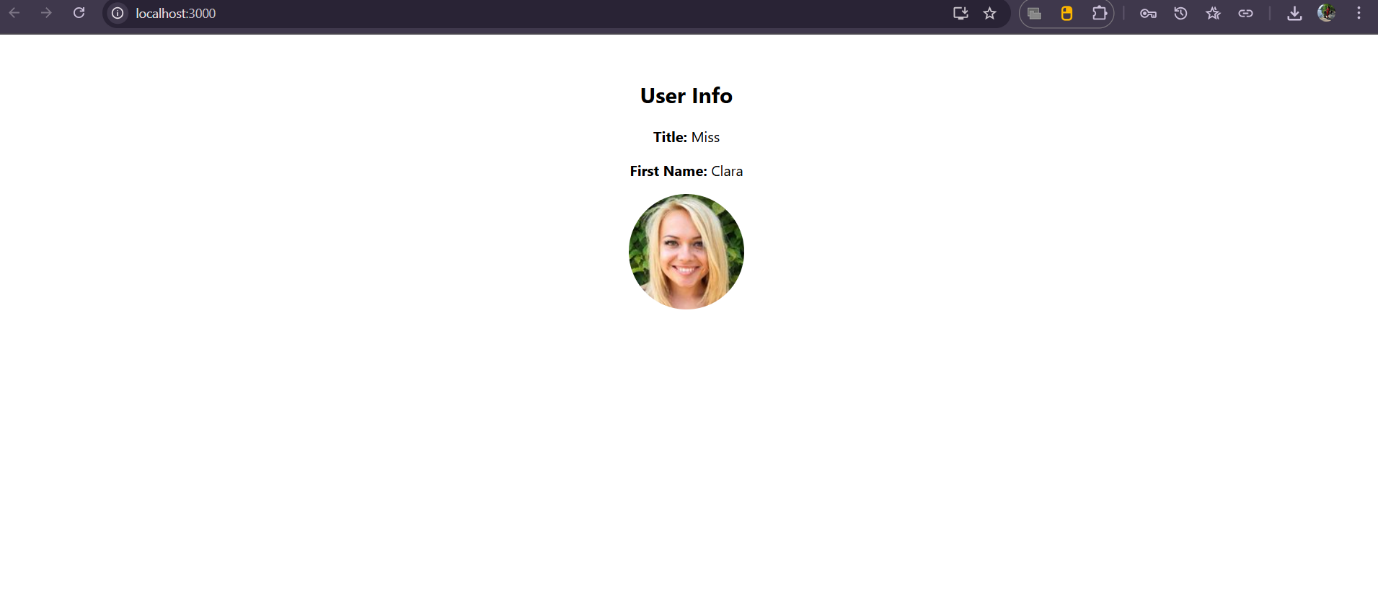 localhost:3000
User Info
Title: Miss
First Name: Clara